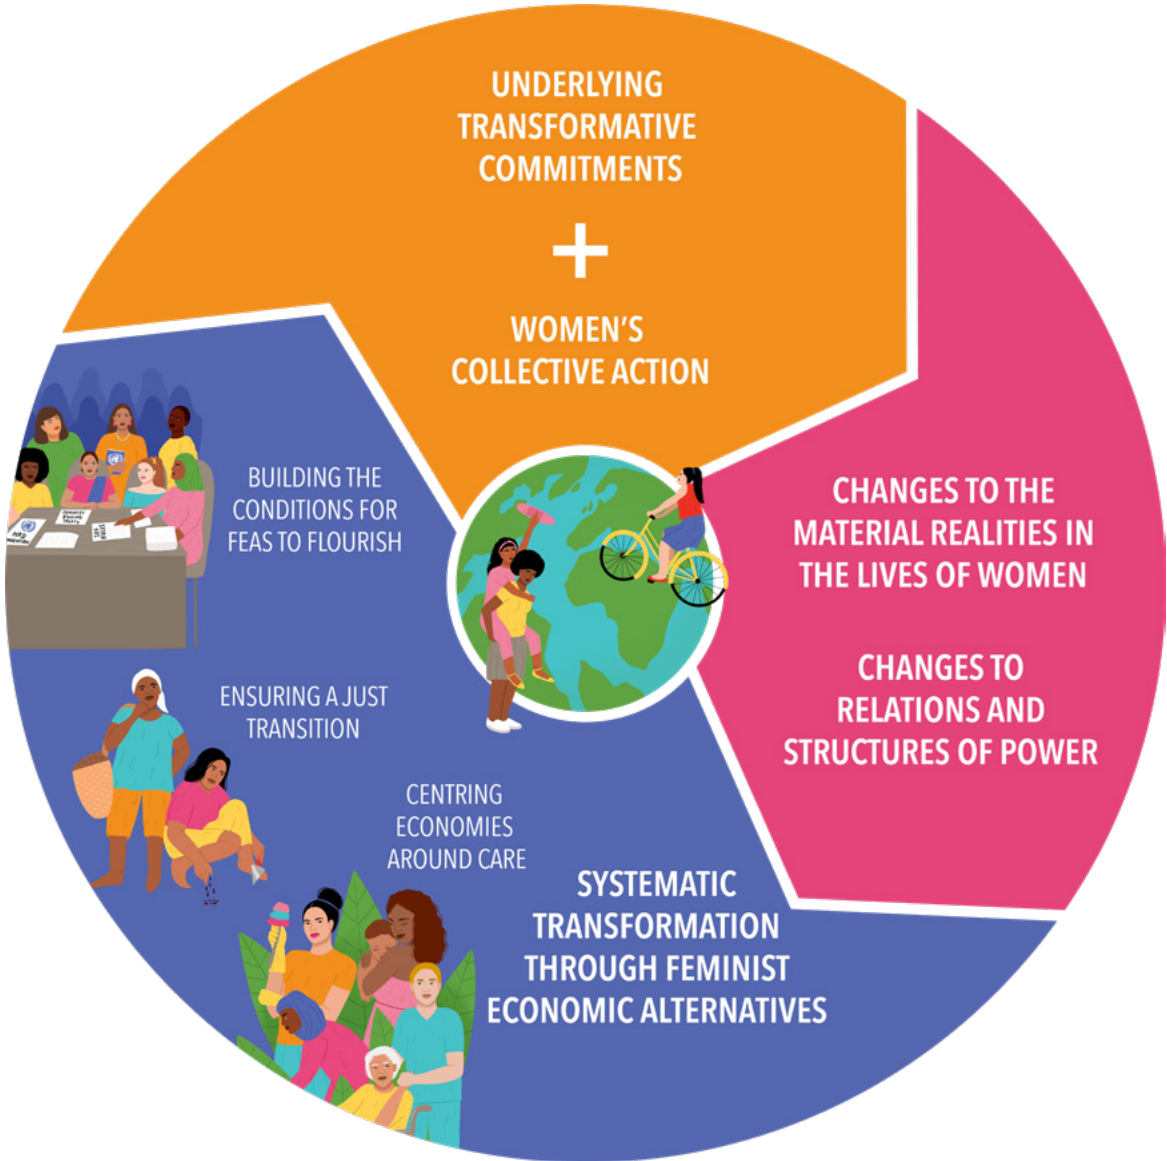 UNDERLYING
TRANSFORMATIVE
COMMITMENTS
+
WOMEN'S
COLLECTIVE ACTION
CHANGES TO THE
MATERIAL REALITIES IN
THE LIVES OF WOMEN
CHANGES TO
RELATIONS AND
STRUCTURES OF POWER
SYSTEMATIC
TRANSFORMATION
THROUGH FEMINIST
ECONOMIC ALTERNATIVES
CENTRING
ECONOMIES
AROUND CARE
ENSURING A JUST
TRANSITION
BUILDING THE
CONDITIONS FOR
FEAS TO FLOURISH
BINDING
TREATY